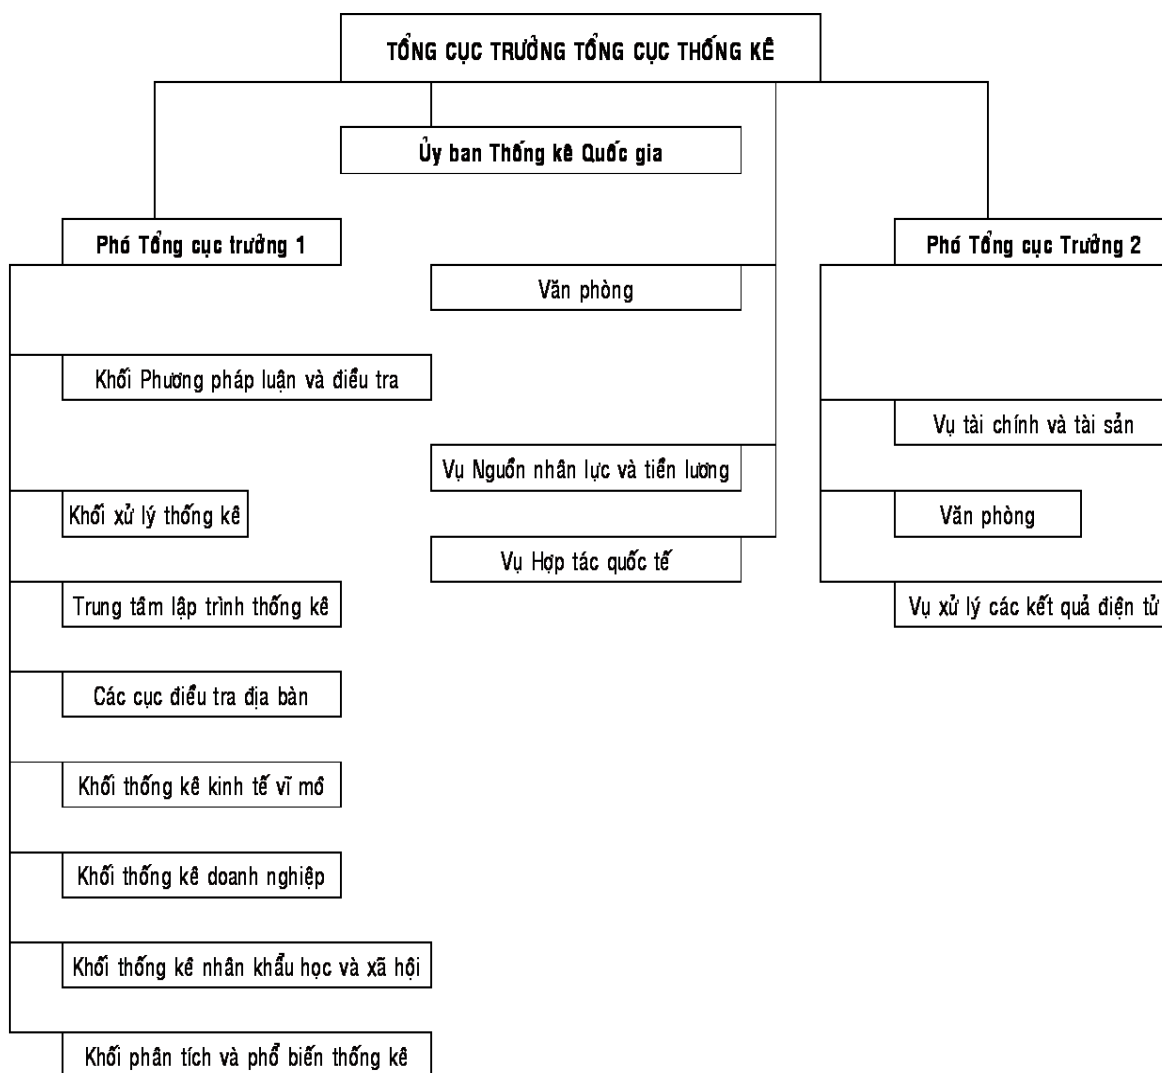 TỔNG CỤC TRƯỞNG TỔNG CỤC THỐNG KÊ
Ủy ban Thống kê Quốc gia
Phó Tổng cục trưởng 1
Phó Tổng cục Trưởng 2
Văn phòng
Khối Phương pháp luận và điều tra
Vụ tài chính và tài sản
Vụ Nguồn nhân lực và tiền lương
Khối xử lý thống kê
Văn phòng
Vụ Hợp tác quốc tế
Trung tâm lập trình thống kê
Vụ xử lý các kết quả điện tử
Các cục điều tra địa bàn
Khối thống kê kinh tế vĩ mô
Khối thống kê doanh nghiệp
Khối thống kê nhân khẩu học và xã hội
Khối phân tích và phổ biến thống kê